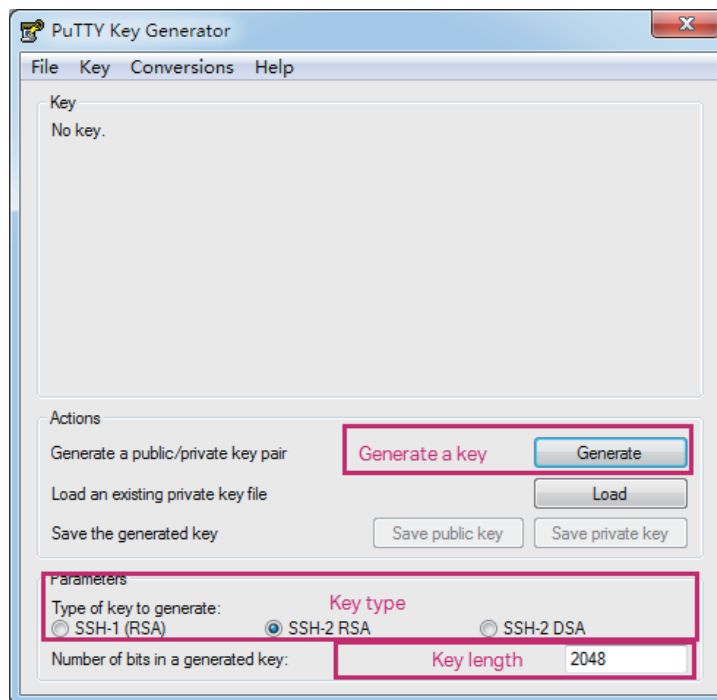 PuTTY Key Generator
File Key Conversions Help
Key
No key.
Actions
Generate a public/private key pair Generate a key Generate
Load an existing private key file Load
Save the generated key Save public key Save private key
Parameters
Type of key to generate: Key type
SSH-1 (RSA) SSH-2 RSA SSH-2 DSA
Number of bits in a generated key: Key length 2048